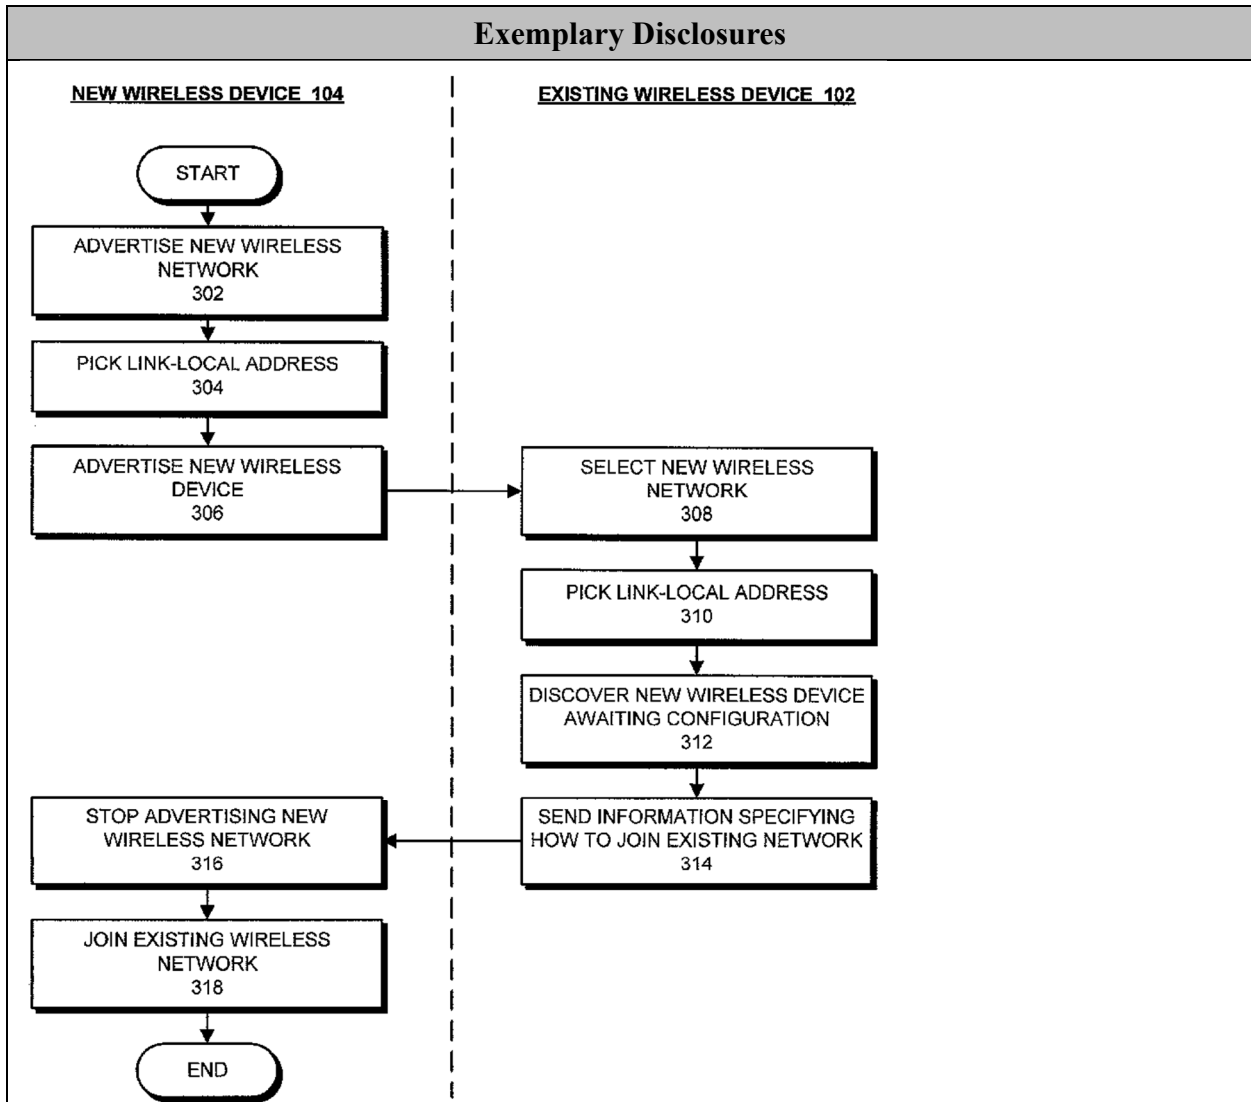 Exemplary Disclosures
NEW WIRELESS DEVICE 104
EXISTING WIRELESS DEVICE 102
START
ADVERTISE NEW WIRELESS
NETWORK
302
PICK LINK-LOCAL ADDRESS
304
ADVERTISE NEW WIRELESS
DEVICE
306
SELECT NEW WIRELESS
NETWORK
308
PICK LINK-LOCAL ADDRESS
310
DISCOVER NEW WIRELESS DEVICE
AWAITING CONFIGURATION
312
SEND INFORMATION SPECIFYING
HOW TO JOIN EXISTING NETWORK
314
STOP ADVERTISING NEW
WIRELESS NETWORK
316
JOIN EXISTING WIRELESS
NETWORK
318
END